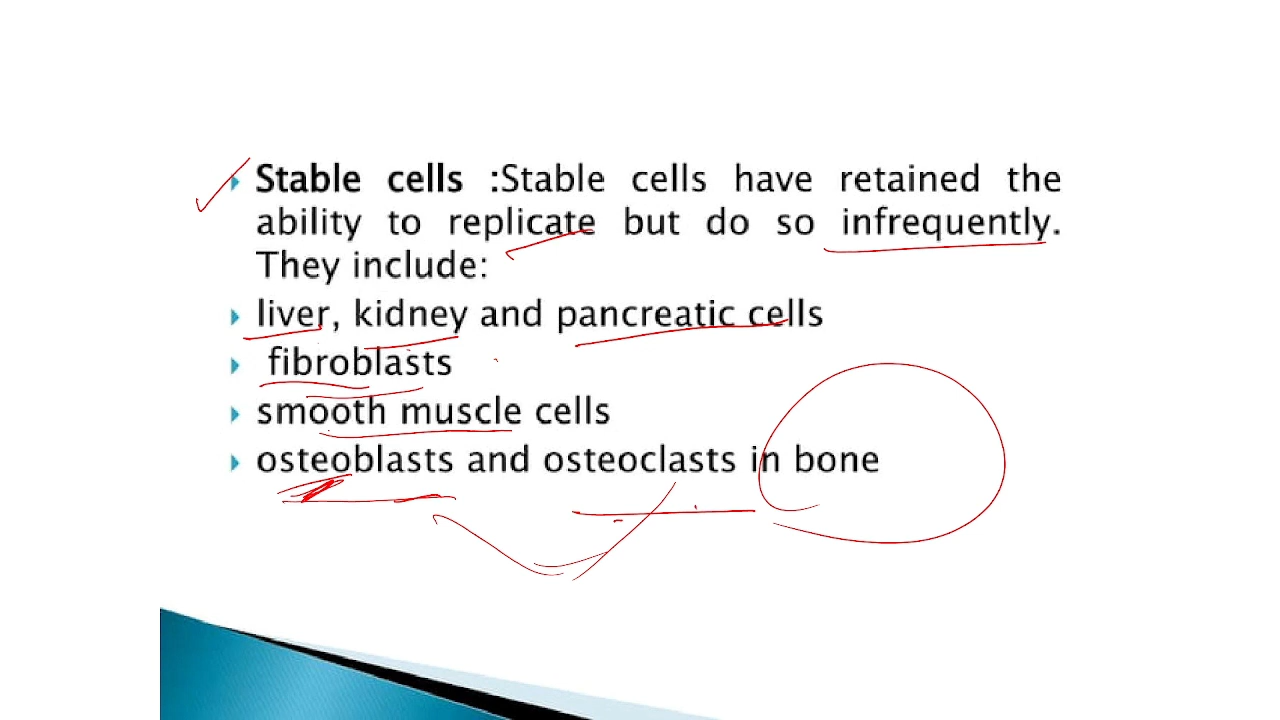 Stable cells :Stable cells have retained the
ability to replicate but do so infrequently.
They include:
liver, kidney and pancreatic cells
fibroblasts
smooth muscle cells
osteoblasts and osteoclasts in bone